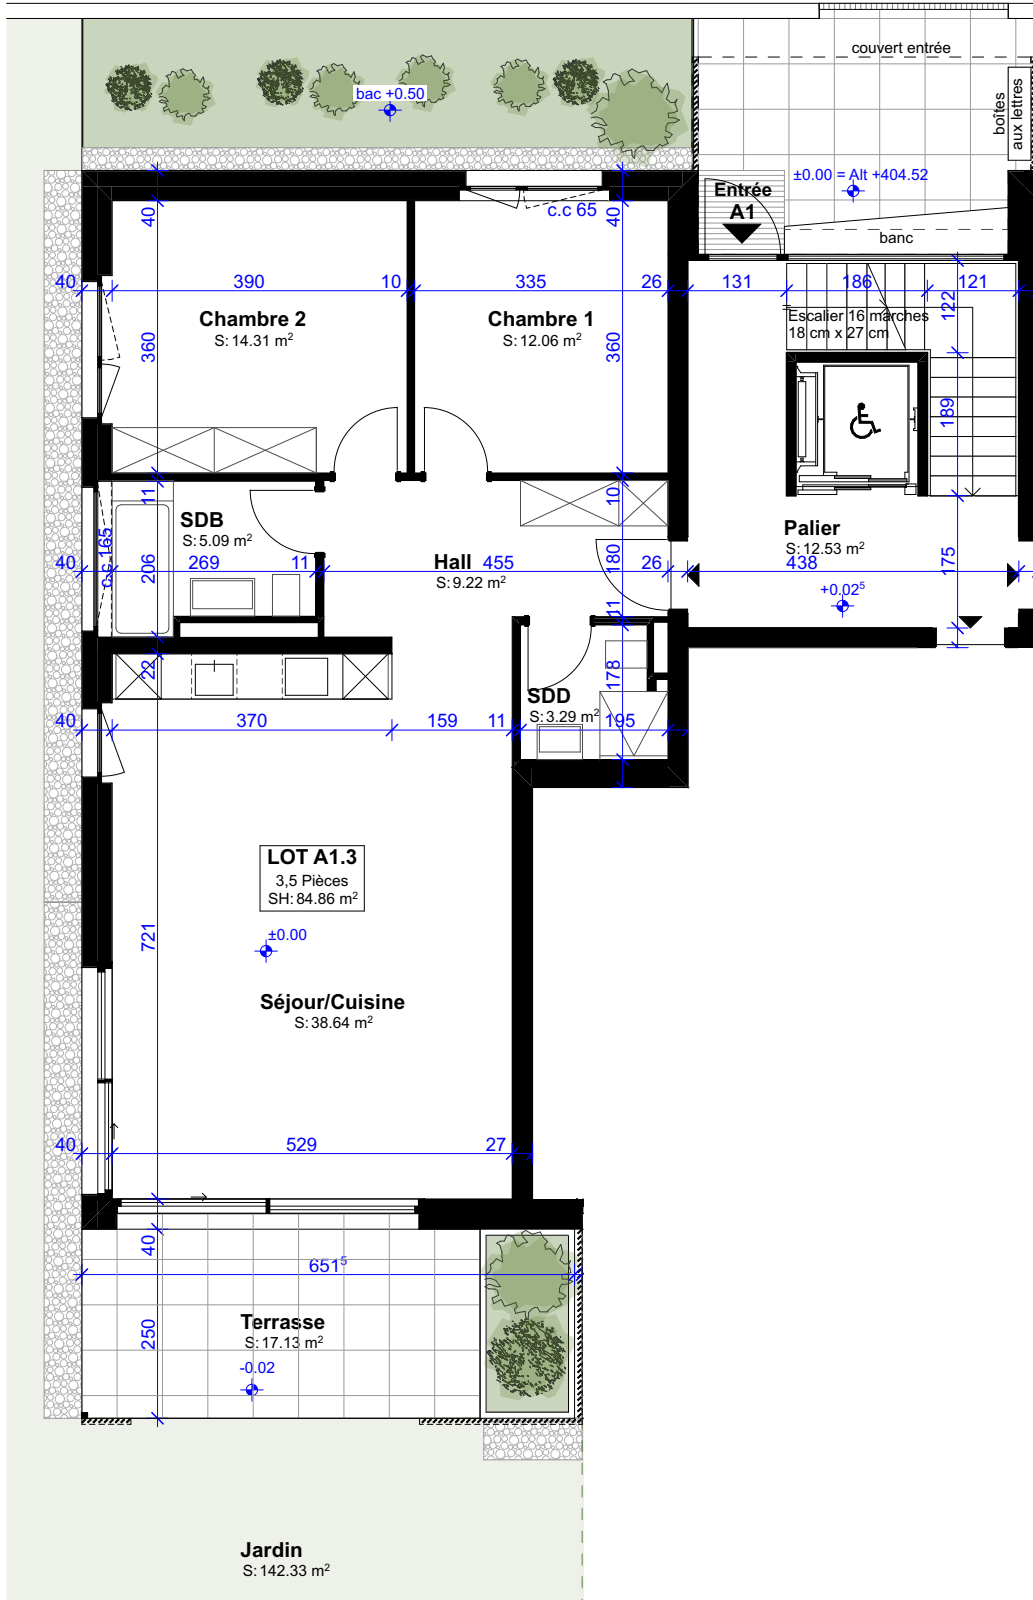 couvert entrée
boîtes
aux lettres
bac +0.50
±0.00 = Alt +404.52
Entrée
A1
banc
40
40
c.c 65
40
390
10
335
26
131
186
121
122
Chambre 2
S: 14.31 m²
Chambre 1
S: 12.06 m²
Escalier 16 marches
18 cm x 27 cm
360
360
189
11
10
SDB
S: 5.09 m²
c.c 165
206
40
269
11
Hall
S: 9.22 m²
455
180
26
Palier
S: 12.53 m²
438
175
+0.02⁵
11
22
178
SDD
S: 3.29 m²
40
370
159
11
195
LOT A1.3
3,5 Pièces
SH: 84.86 m²
721
±0.00
Séjour/Cuisine
S: 38.64 m²
40
529
27
40
651⁵
250
Terrasse
S: 17.13 m²
-0.02
Jardin
S: 142.33 m²